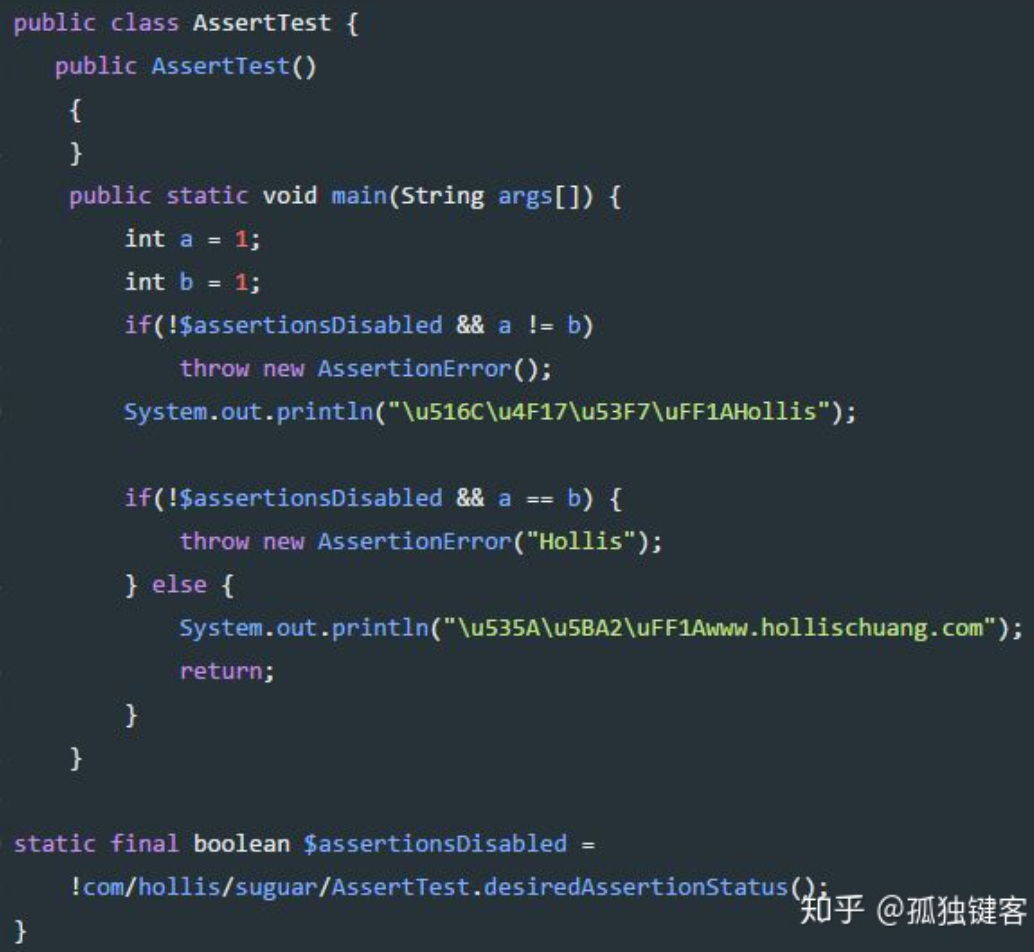 public class AssertTest {
public AssertTest()
{
}
public static void main(String args[]) {
int a = 1;
int b = 1;
if(!$assertionsDisabled && a != b)
throw new AssertionError();
System.out.println("\u516C\u4F17\u53F7\uFF1AHollis");
if(!$assertionsDisabled && a == b) {
throw new AssertionError("Hollis");
} else {
System.out.println("\u535A\u5BA2\uFF1Awww.hollischuang.com");
return;
}
}
static final boolean $assertionsDisabled =
!com/hollis/suguar/AssertTest.desiredAssertionStatus();
}
知乎 @孤独键客